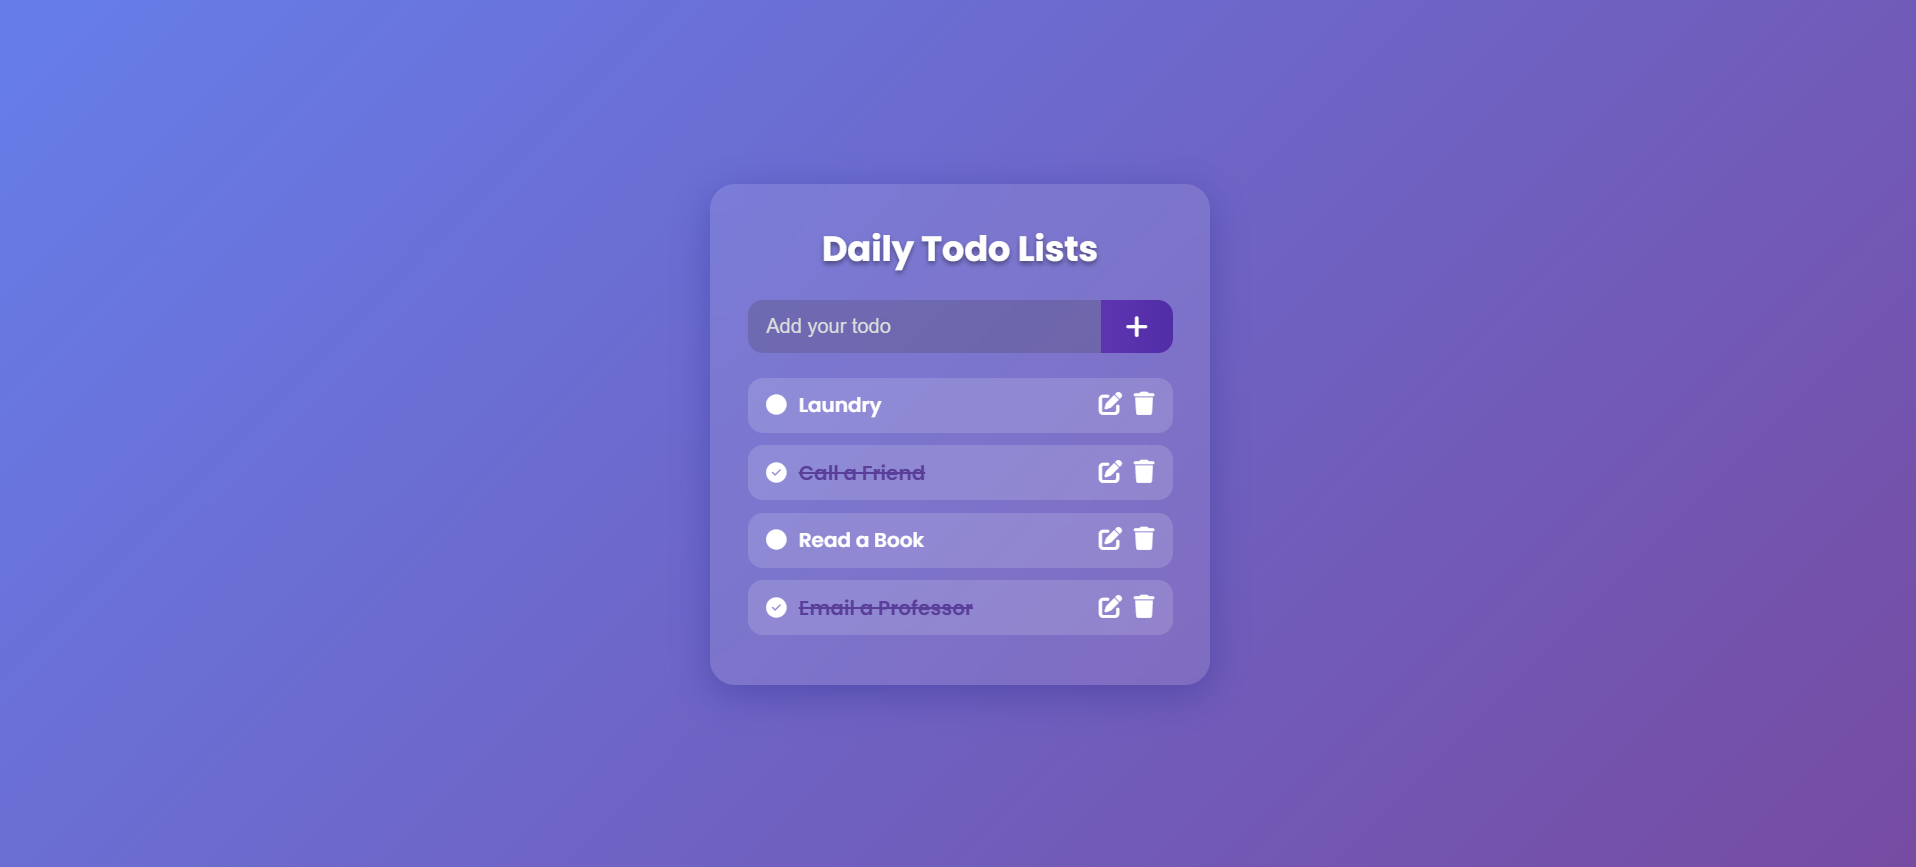 Daily Todo Lists
Add your todo
Laundry
Call a Friend
Read a Book
Email a Professor